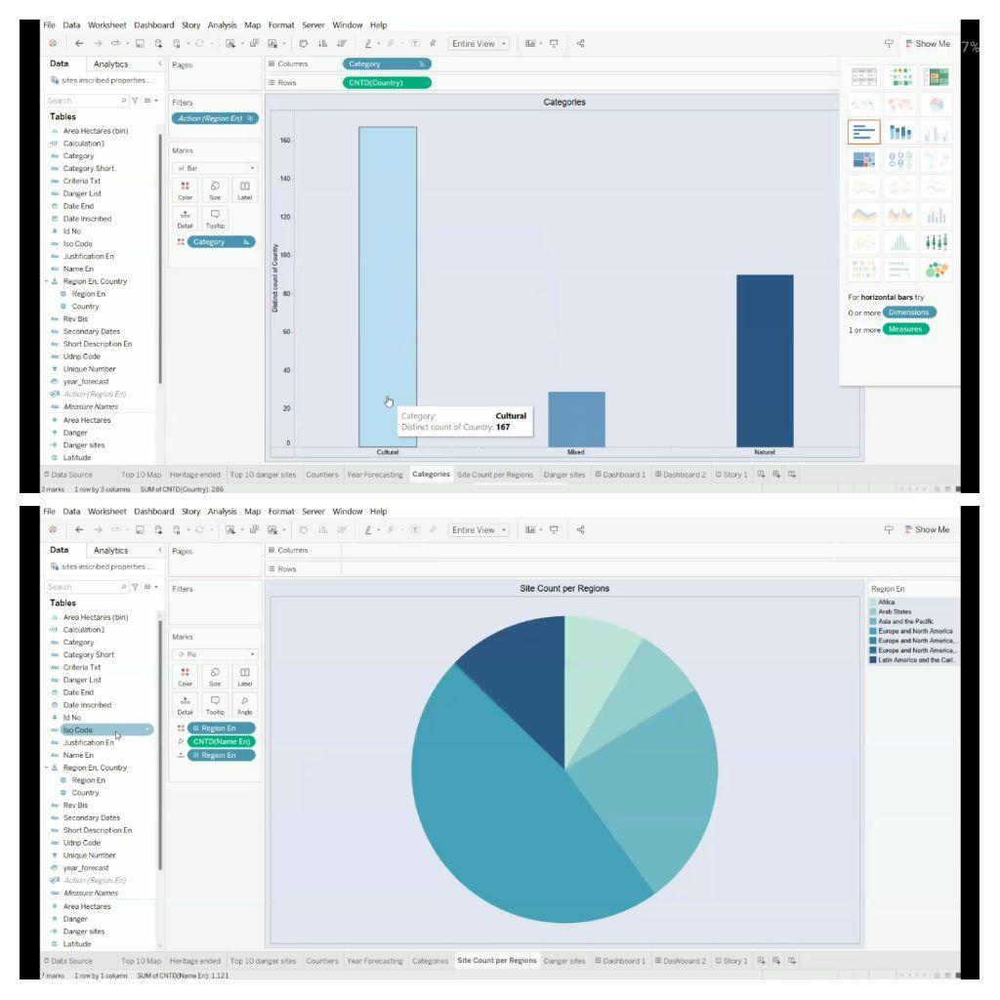 File Data Worksheet Dashboard Story Analysis Map Format Server Window Help
Entire View
Show Me
7%
Data Analytics
sites inscribed properties ...
Search
Tables
Area Hectares (bin)
Calculation1
Category
Category Short
Criteria Txt
Danger List
Date End
Date Inscribed
Id No
Iso Code
Justification En
Name En
Region En, Country
Region En
Country
Rev Bis
Secondary Dates
Short Description En
Udnp Code
Unique Number
year_forecast
Action (Region En)
Measure Names
Area Hectares
Danger
Danger sites
Latitude
Pages
Filters
Action (Region En)
Marks
Bar
Color Size Label
Detail Tooltip
Category
Columns Category
Rows CNTD(Country)
Categories
Distinct count of Country
160
140
120
100
80
60
40
20
0
Category: Cultural
Distinct count of Country: 167
Cultural Mixed Natural
For horizontal bars try
0 or more Dimensions
1 or more Measures
Data Source Top 10 Map Heritage ended Top 10 danger sites Countiers Year Forecasting Categories Site Count per Regions Danger sites Dashboard 1 Dashboard 2 Story 1
3 marks 1 row by 3 columns SUM of CNTD(Country): 286
File Data Worksheet Dashboard Story Analysis Map Format Server Window Help
Entire View
Show Me
Data Analytics
sites inscribed properties ...
Search
Tables
Area Hectares (bin)
Calculation1
Category
Category Short
Criteria Txt
Danger List
Date End
Date Inscribed
Id No
Iso Code
Justification En
Name En
Region En, Country
Region En
Country
Rev Bis
Secondary Dates
Short Description En
Udnp Code
Unique Number
year_forecast
Action (Region En)
Measure Names
Area Hectares
Danger
Danger sites
Latitude
Pages
Filters
Marks
Pie
Color Size Label
Detail Tooltip Angle
Region En
CNTD(Name En)
Region En
Columns
Rows
Site Count per Regions
Region En
Africa
Arab States
Asia and the Pacific
Europe and North America
Europe and North America,..
Europe and North America,..
Latin America and the Cari..
Data Source Top 10 Map Heritage ended Top 10 danger sites Countiers Year Forecasting Categories Site Count per Regions Danger sites Dashboard 1 Dashboard 2 Story 1
7 marks 1 row by 1 column SUM of CNTD(Name En): 1,121